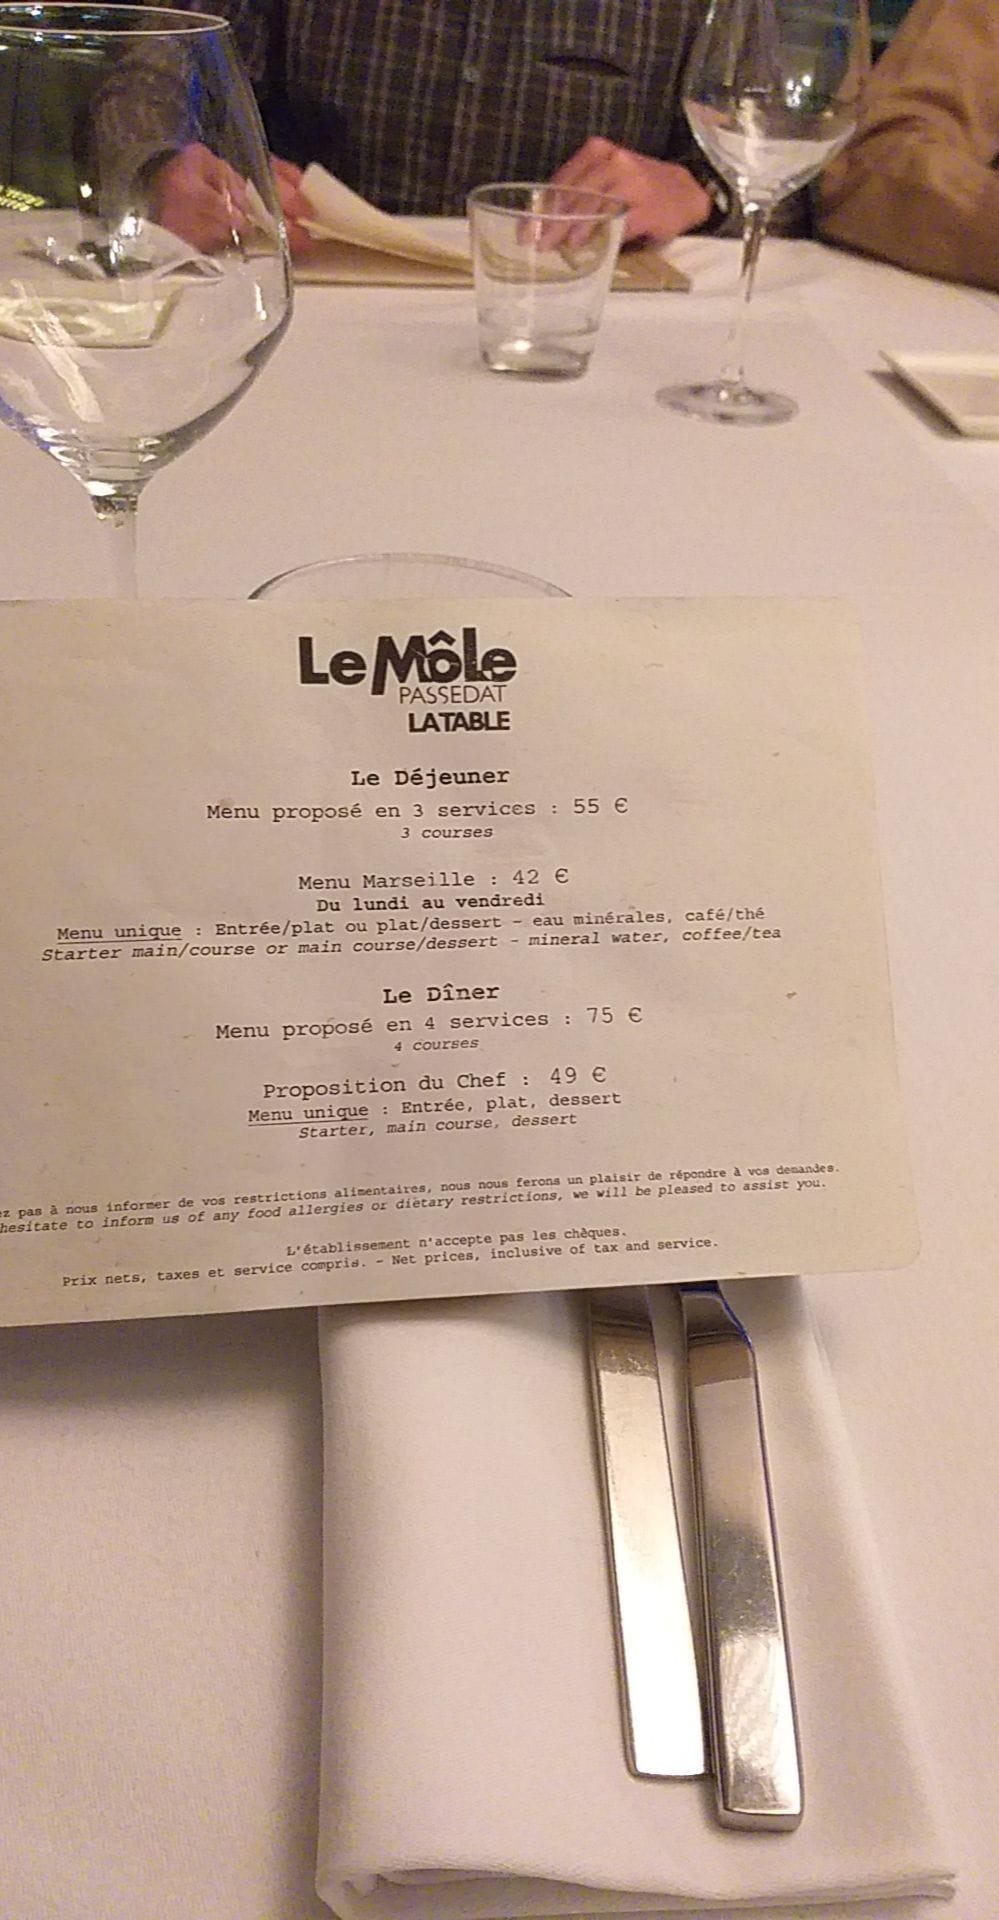 Le Môle
PASSEDAT
LA TABLE
Le Déjeuner
Menu proposé en 3 services : 55 €
3 courses
Menu Marseille : 42 €
Du lundi au vendredi
Menu unique : Entrée/plat ou plat/dessert - eau minérales, café/thé
Starter main/course or main course/dessert - mineral water, coffee/tea
Le Dîner
Menu proposé en 4 services : 75 €
4 courses
Proposition du Chef : 49 €
Menu unique : Entrée, plat, dessert
Starter, main course, dessert
pas à nous informer de vos restrictions alimentaires, nous nous ferons un plaisir de répondre à vos demandes.
hesitate to inform us of any food allergies or dietary restrictions, we will be pleased to assist you.
L'établissement n'accepte pas les chèques.
Prix nets, taxes et service compris. - Net prices, inclusive of tax and service.